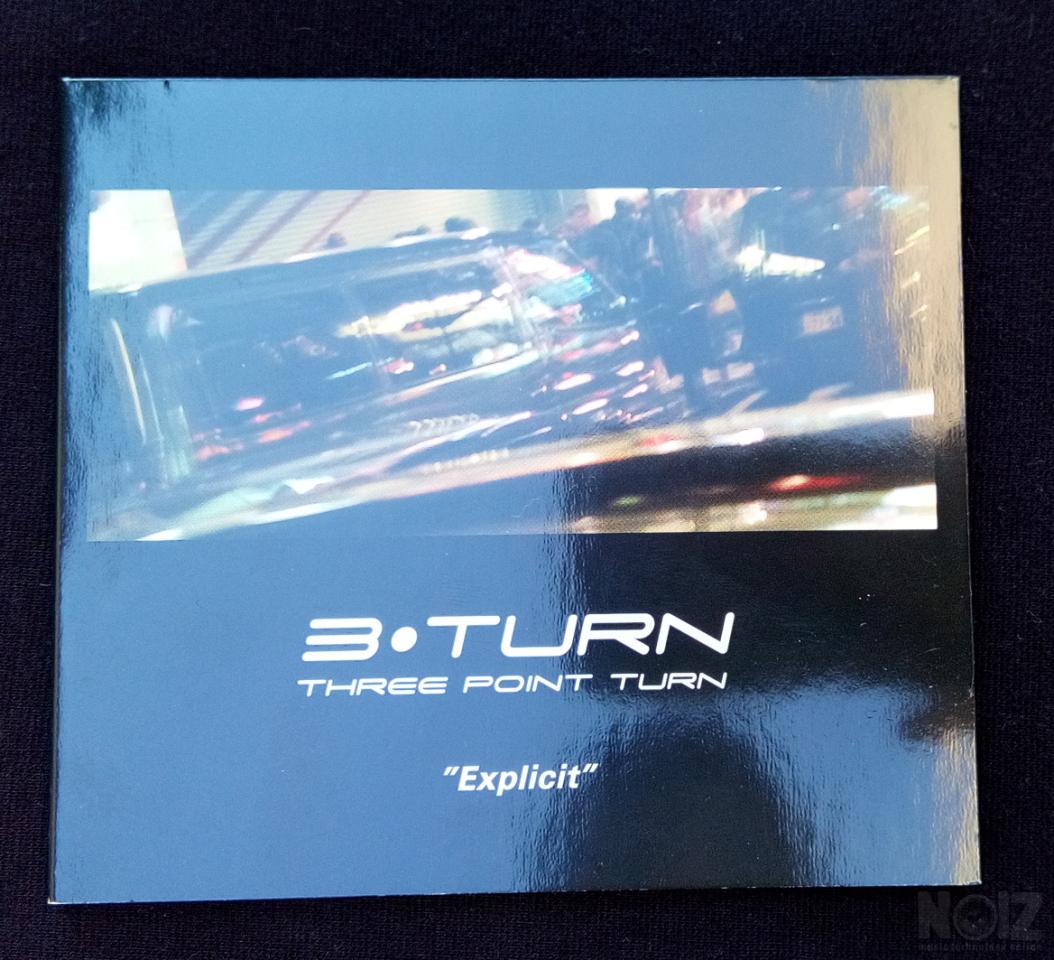 3•TURN
THREE POINT TURN
"Explicit"
NOIZ